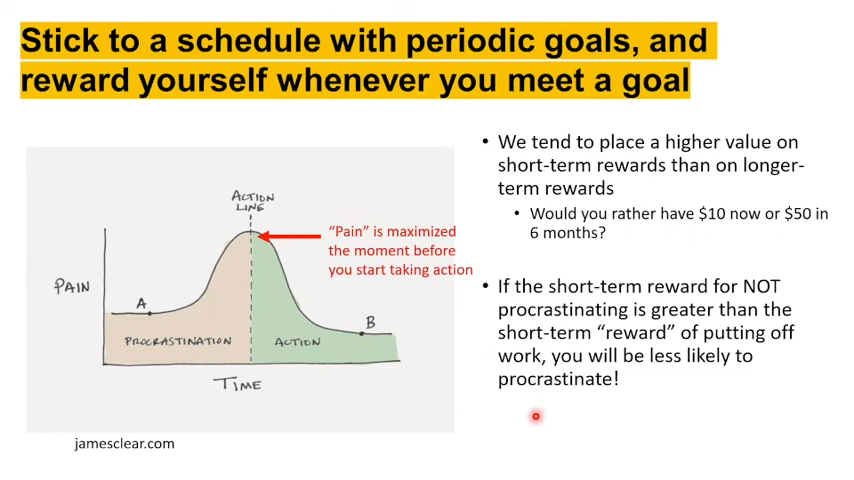 Stick to a schedule with periodic goals, and
reward yourself whenever you meet a goal
ACTION
LINE
"Pain" is maximized
the moment before
you start taking action
PAIN
A
B
PROCRASTINATION
ACTION
TIME
jamesclear.com
• We tend to place a higher value on
short-term rewards than on longer-
term rewards
• Would you rather have $10 now or $50 in
6 months?
• If the short-term reward for NOT
procrastinating is greater than the
short-term "reward" of putting off
work, you will be less likely to
procrastinate!